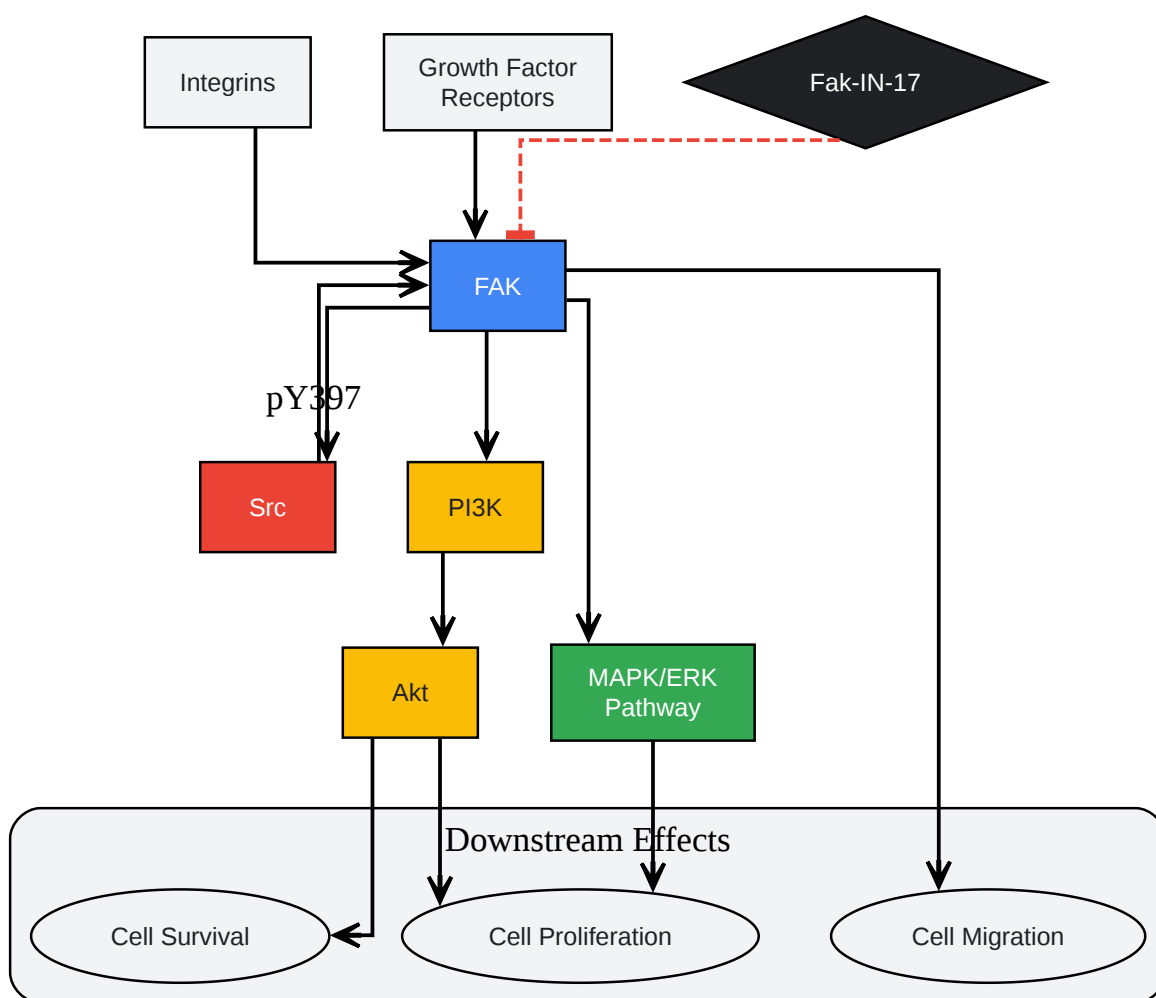 Integrins
Growth Factor
Receptors
Fak-IN-17
FAK
pY397
Src
PI3K
Akt
MAPK/ERK
Pathway
Downstream Effects
Cell Survival
Cell Proliferation
Cell Migration